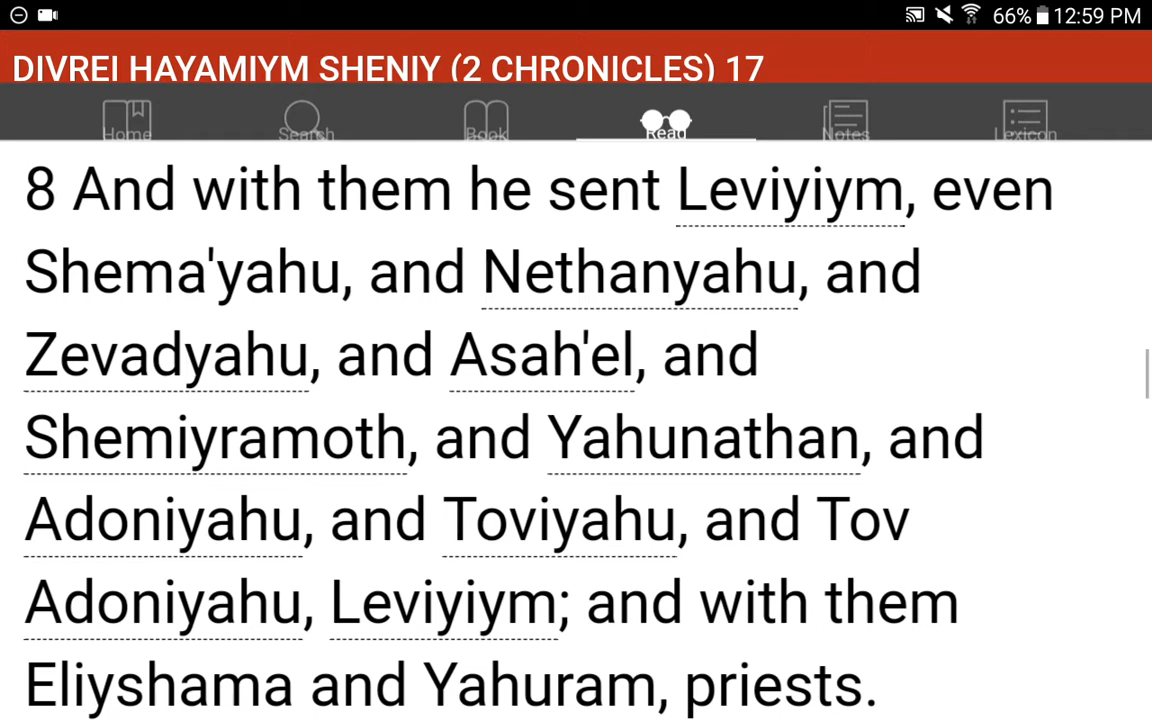 66% 12:59 PM
DIVREI HAYAMIYM SHENIY (2 CHRONICLES) 17
Home Search Book Read Notes Lexicon
8 And with them he sent Leviyiym, even
Shema'yahu, and Nethanyahu, and
Zevadyahu, and Asah'el, and
Shemiyramoth, and Yahunathan, and
Adoniyahu, and Toviyahu, and Tov
Adoniyahu, Leviyiym; and with them
Eliyshama and Yahuram, priests.